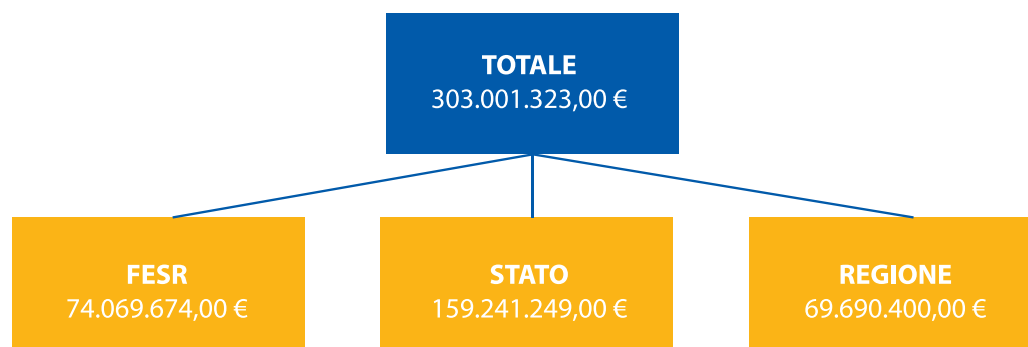 TOTALE
303.001.323,00 €
FESR
74.069.674,00 €
STATO
159.241.249,00 €
REGIONE
69.690.400,00 €